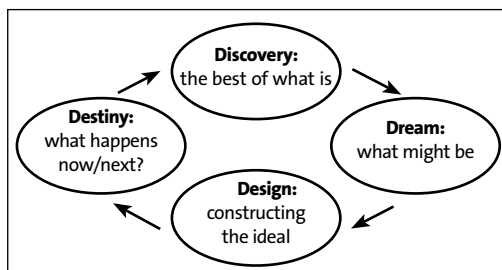 Discovery:
the best of what is
Dream:
what might be
Design:
constructing
the ideal
Destiny:
what happens
now/next?